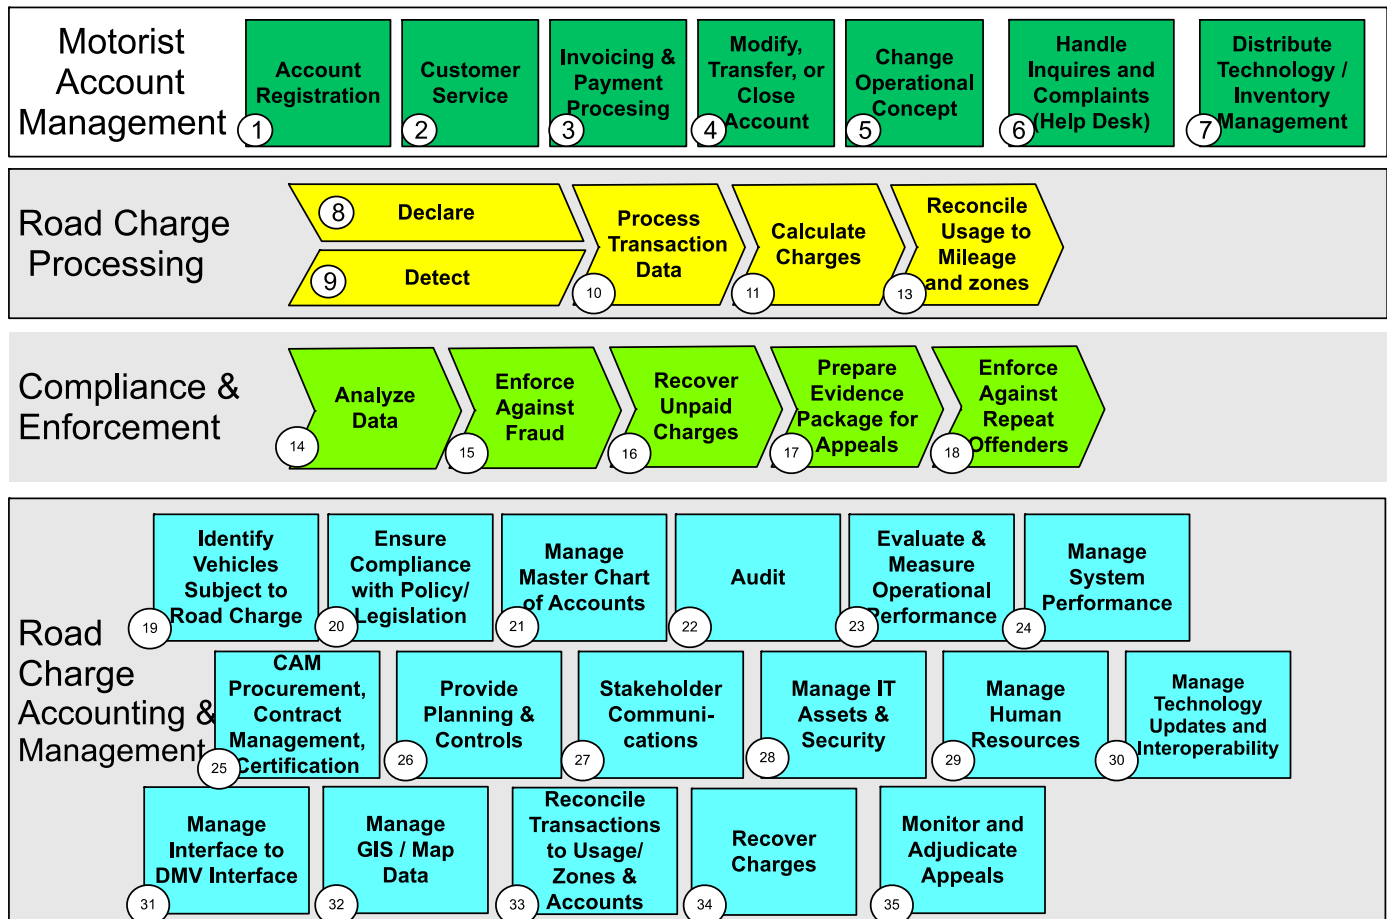 Motorist
Account
Management
Account
Registration
1
Customer
Service
2
Invoicing &
Payment
Procesing
3
Modify,
Transfer, or
Close
Account
4
Change
Operational
Concept
5
Handle
Inquires and
Complaints
(Help Desk)
6
Distribute
Technology /
Inventory
Management
7
Road Charge
Processing
8
Declare
9
Detect
Process
Transaction
Data
10
Calculate
Charges
11
Reconcile
Usage to
Mileage
and zones
13
Compliance &
Enforcement
Analyze
Data
14
Enforce
Against
Fraud
15
Recover
Unpaid
Charges
16
Prepare
Evidence
Package for
Appeals
17
Enforce
Against
Repeat
Offenders
18
Road
Charge
Accounting &
Management
Identify
Vehicles
Subject to
Road Charge
19
Ensure
Compliance
with Policy/
Legislation
20
Manage
Master Chart
of Accounts
21
Audit
22
Evaluate &
Measure
Operational
Performance
23
Manage
System
Performance
24
CAM
Procurement,
Contract
Management,
Certification
25
Provide
Planning &
Controls
26
Stakeholder
Communi-
cations
27
Manage IT
Assets &
Security
28
Manage
Human
Resources
29
Manage
Technology
Updates and
Interoperability
30
Manage
Interface to
DMV Interface
31
Manage
GIS / Map
Data
32
Reconcile
Transactions
to Usage/
Zones &
Accounts
33
Recover
Charges
34
Monitor and
Adjudicate
Appeals
35